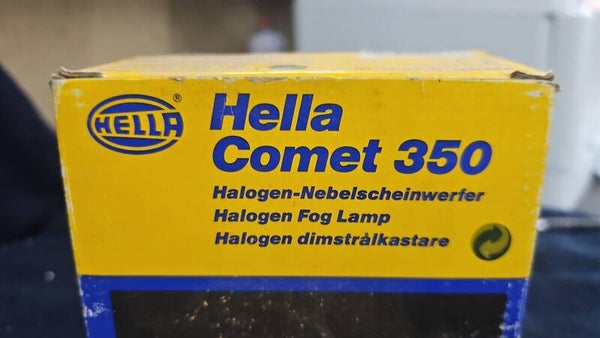 HELLA ®
Hella
Comet 350
Halogen-Nebelscheinwerfer
Halogen Fog Lamp
Halogen dimstrålkastare